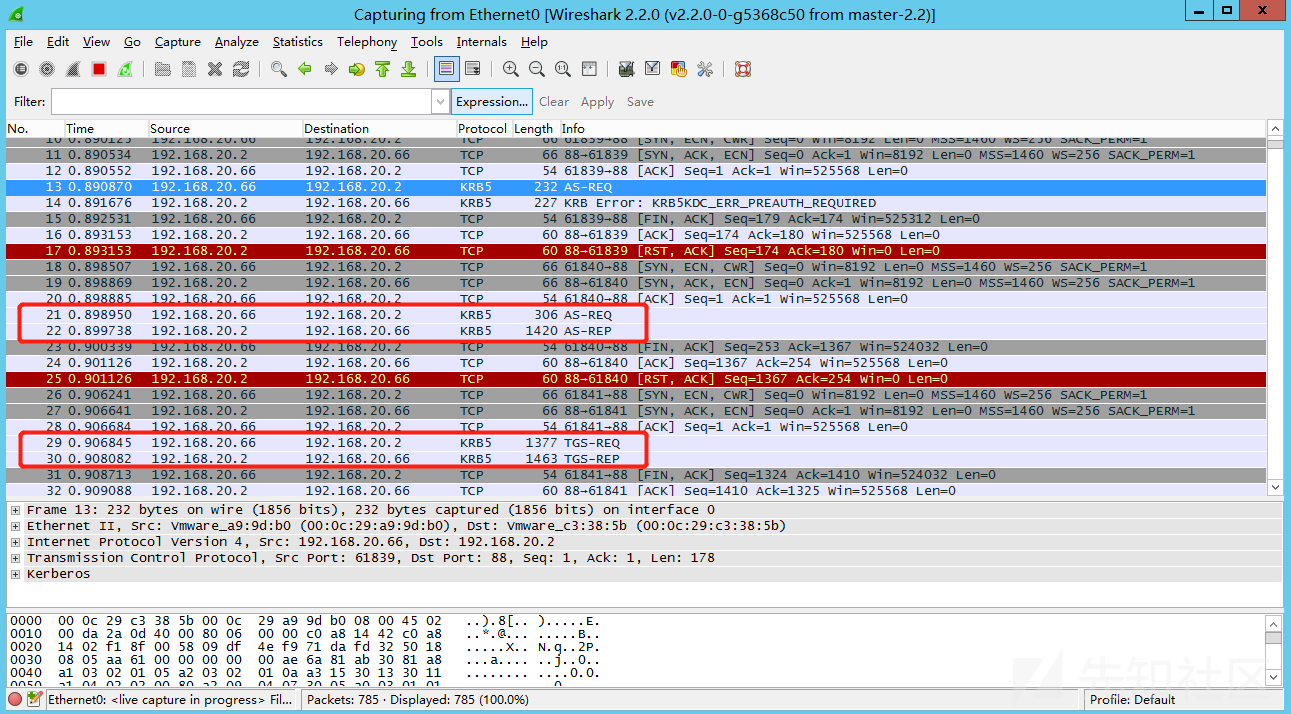 Capturing from Ethernet0 [Wireshark 2.2.0 (v2.2.0-0-g5368c50 from master-2.2)]
File Edit View Go Capture Analyze Statistics Telephony Tools Internals Help
Filter: Expression... Clear Apply Save
No. Time Source Destination Protocol Length Info
10 0.890125 192.168.20.66 192.168.20.2 TCP 66 61839→88 [SYN, ECN, CWR] Seq=0 Win=8192 Len=0 MSS=1460 WS=256 SACK_PERM=1
11 0.890534 192.168.20.2 192.168.20.66 TCP 66 88→61839 [SYN, ACK, ECN] Seq=0 Ack=1 Win=8192 Len=0 MSS=1460 WS=256 SACK_PERM=1
12 0.890552 192.168.20.66 192.168.20.2 TCP 54 61839→88 [ACK] Seq=1 Ack=1 Win=525568 Len=0
13 0.890870 192.168.20.66 192.168.20.2 KRB5 232 AS-REQ
14 0.891676 192.168.20.2 192.168.20.66 KRB5 227 KRB Error: KRB5KDC_ERR_PREAUTH_REQUIRED
15 0.892531 192.168.20.66 192.168.20.2 TCP 54 61839→88 [FIN, ACK] Seq=179 Ack=174 Win=525312 Len=0
16 0.893153 192.168.20.2 192.168.20.66 TCP 60 88→61839 [ACK] Seq=174 Ack=180 Win=525568 Len=0
17 0.893153 192.168.20.2 192.168.20.66 TCP 60 88→61839 [RST, ACK] Seq=174 Ack=180 Win=0 Len=0
18 0.898507 192.168.20.66 192.168.20.2 TCP 66 61840→88 [SYN, ECN, CWR] Seq=0 Win=8192 Len=0 MSS=1460 WS=256 SACK_PERM=1
19 0.898869 192.168.20.2 192.168.20.66 TCP 66 88→61840 [SYN, ACK, ECN] Seq=0 Ack=1 Win=8192 Len=0 MSS=1460 WS=256 SACK_PERM=1
20 0.898885 192.168.20.66 192.168.20.2 TCP 54 61840→88 [ACK] Seq=1 Ack=1 Win=525568 Len=0
21 0.898950 192.168.20.66 192.168.20.2 KRB5 306 AS-REQ
22 0.899738 192.168.20.2 192.168.20.66 KRB5 1420 AS-REP
23 0.900339 192.168.20.66 192.168.20.2 TCP 54 61840→88 [FIN, ACK] Seq=253 Ack=1367 Win=524032 Len=0
24 0.901126 192.168.20.2 192.168.20.66 TCP 60 88→61840 [ACK] Seq=1367 Ack=254 Win=525568 Len=0
25 0.901126 192.168.20.2 192.168.20.66 TCP 60 88→61840 [RST, ACK] Seq=1367 Ack=254 Win=0 Len=0
26 0.906241 192.168.20.66 192.168.20.2 TCP 66 61841→88 [SYN, ECN, CWR] Seq=0 Win=8192 Len=0 MSS=1460 WS=256 SACK_PERM=1
27 0.906641 192.168.20.2 192.168.20.66 TCP 66 88→61841 [SYN, ACK, ECN] Seq=0 Ack=1 Win=8192 Len=0 MSS=1460 WS=256 SACK_PERM=1
28 0.906684 192.168.20.66 192.168.20.2 TCP 54 61841→88 [ACK] Seq=1 Ack=1 Win=525568 Len=0
29 0.906845 192.168.20.66 192.168.20.2 KRB5 1377 TGS-REQ
30 0.908082 192.168.20.2 192.168.20.66 KRB5 1463 TGS-REP
31 0.908713 192.168.20.66 192.168.20.2 TCP 54 61841→88 [FIN, ACK] Seq=1324 Ack=1410 Win=524032 Len=0
32 0.909088 192.168.20.2 192.168.20.66 TCP 60 88→61841 [ACK] Seq=1410 Ack=1325 Win=525568 Len=0
Frame 13: 232 bytes on wire (1856 bits), 232 bytes captured (1856 bits) on interface 0
Ethernet II, Src: Vmware_a9:9d:b0 (00:0c:29:a9:9d:b0), Dst: Vmware_c3:38:5b (00:0c:29:c3:38:5b)
Internet Protocol Version 4, Src: 192.168.20.66, Dst: 192.168.20.2
Transmission Control Protocol, Src Port: 61839, Dst Port: 88, Seq: 1, Ack: 1, Len: 178
Kerberos
0000 00 0c 29 c3 38 5b 00 0c 29 a9 9d b0 08 00 45 02 ..).8[.. ).....E.
0010 00 da 2a 0d 40 00 80 06 00 00 c0 a8 14 42 c0 a8 ..*.@... .....B..
0020 14 02 f1 8f 00 58 09 df 4e f9 71 da fd 32 50 18 .....X.. N.q..2P.
0030 08 05 aa 61 00 00 00 00 00 ae 6a 81 ab 30 81 a8 ...a.... ..j..0..
0040 a1 03 02 01 05 a2 03 02 01 0a a3 15 30 13 30 11 ........ ....0.0.
先知社区
Ethernet0: <live capture in progress> Fil... Packets: 785 · Displayed: 785 (100.0%) Profile: Default